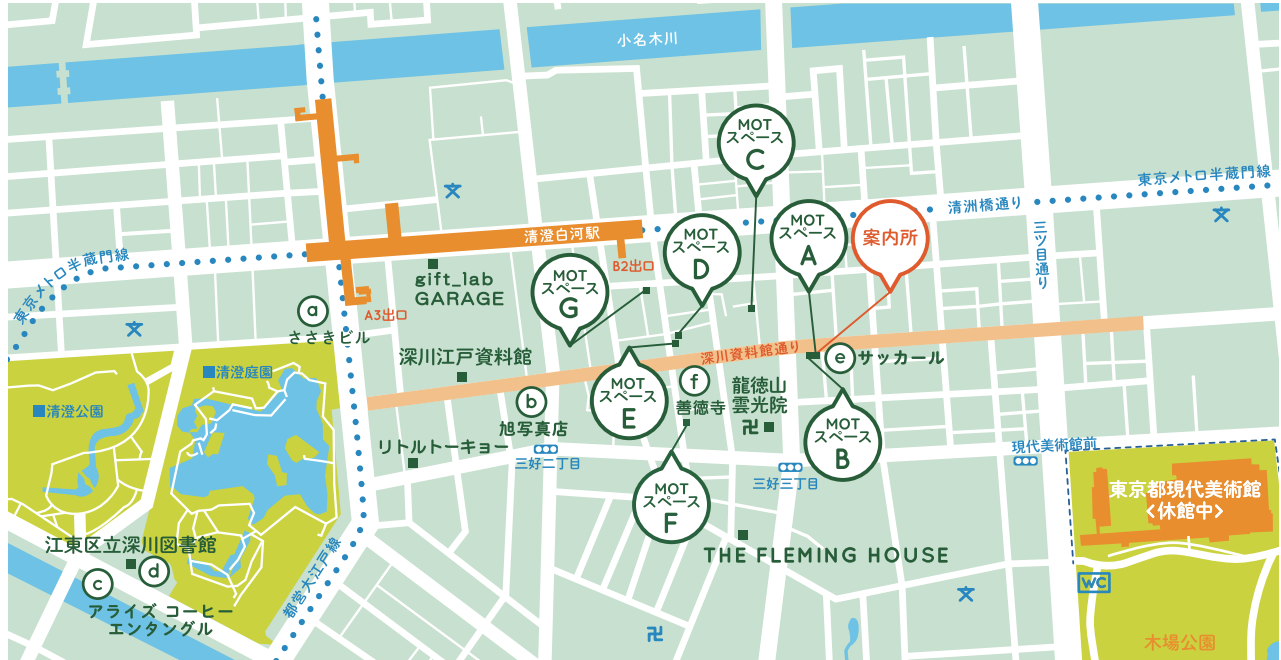 小名木川
東京メトロ半蔵門線
清洲橋通り
三ツ目通り
MOT
スペース
C
MOT
スペース
A
案内所
MOT
スペース
D
MOT
スペース
G
清澄白河駅
B2出口
A3出口
gift_lab
GARAGE
東京メトロ半蔵門線
a
ささきビル
深川江戸資料館
深川資料館通り
e
サッカール
清澄庭園
清澄公園
b
旭写真店
MOT
スペース
E
f
善徳寺
龍徳山
雲光院
卍
MOT
スペース
B
リトルトーキョー
三好二丁目
三好三丁目
現代美術館前
東京都現代美術館
<休館中>
MOT
スペース
F
THE FLEMING HOUSE
江東区立深川図書館
d
c
アライズ コーヒー
エンタングル
都営大江戸線
卍
WC
木場公園